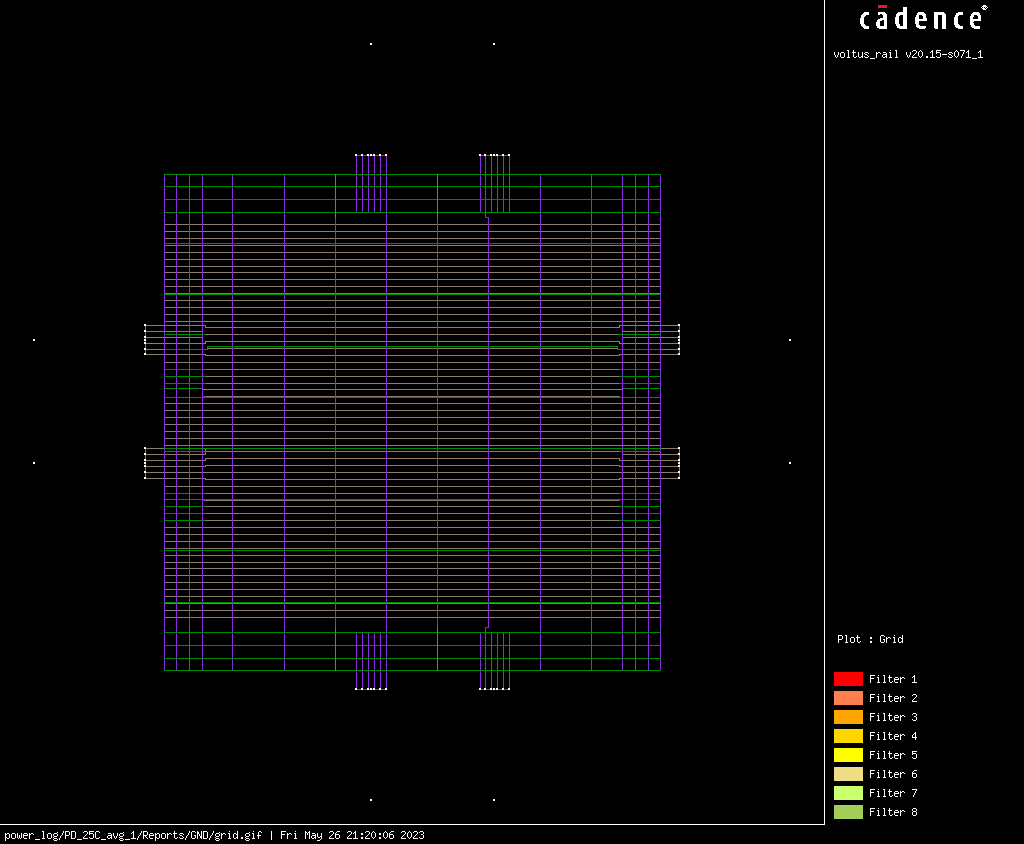 cādence®
voltus_rail v20.15-s071_1
Plot : Grid
Filter 1
Filter 2
Filter 3
Filter 4
Filter 5
Filter 6
Filter 7
Filter 8
power_log/PD_25C_avg_1/Reports/GND/grid.gif | Fri May 26 21:20:06 2023